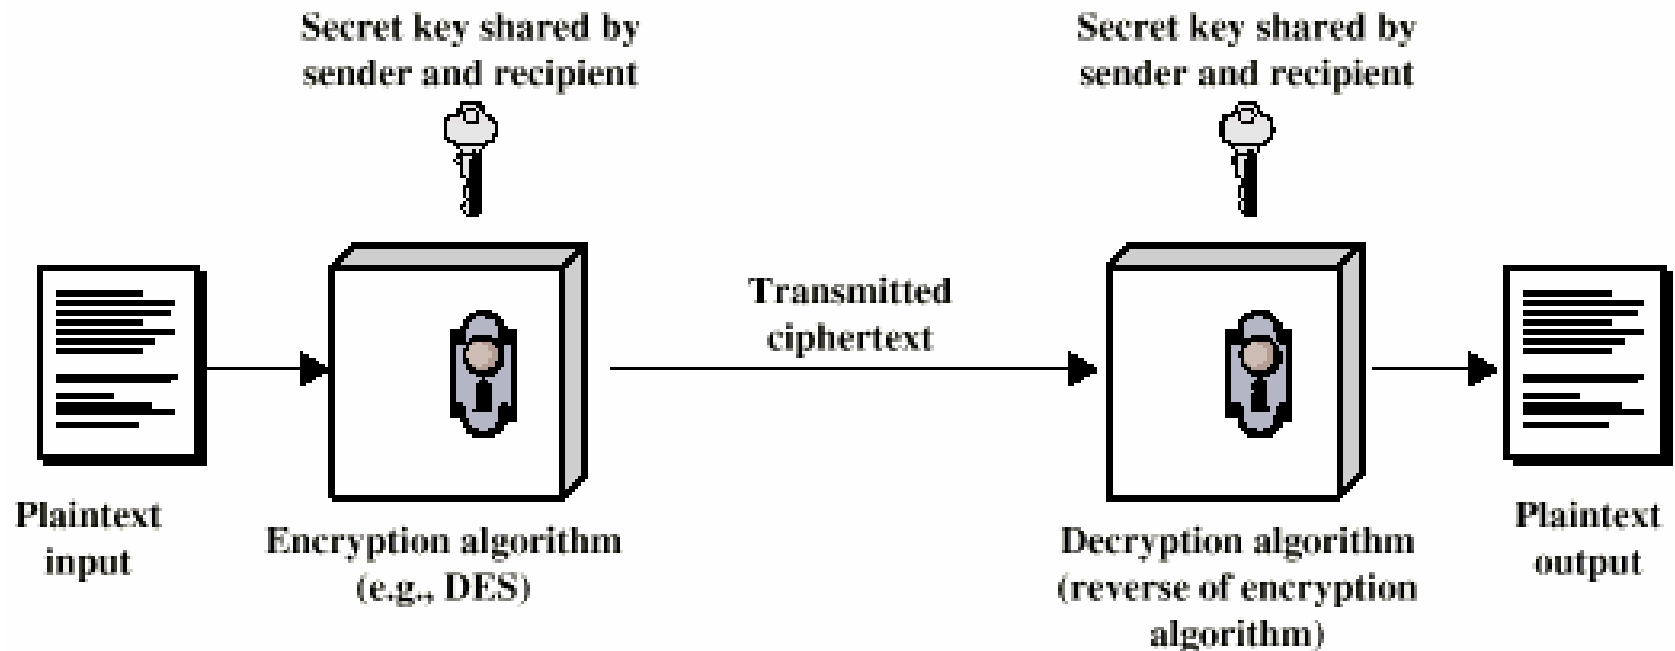 Secret key shared by
sender and recipient
Secret key shared by
sender and recipient
Transmitted
ciphertext
Plaintext
input
Encryption algorithm
(e.g., DES)
Decryption algorithm
(reverse of encryption
algorithm)
Plaintext
output